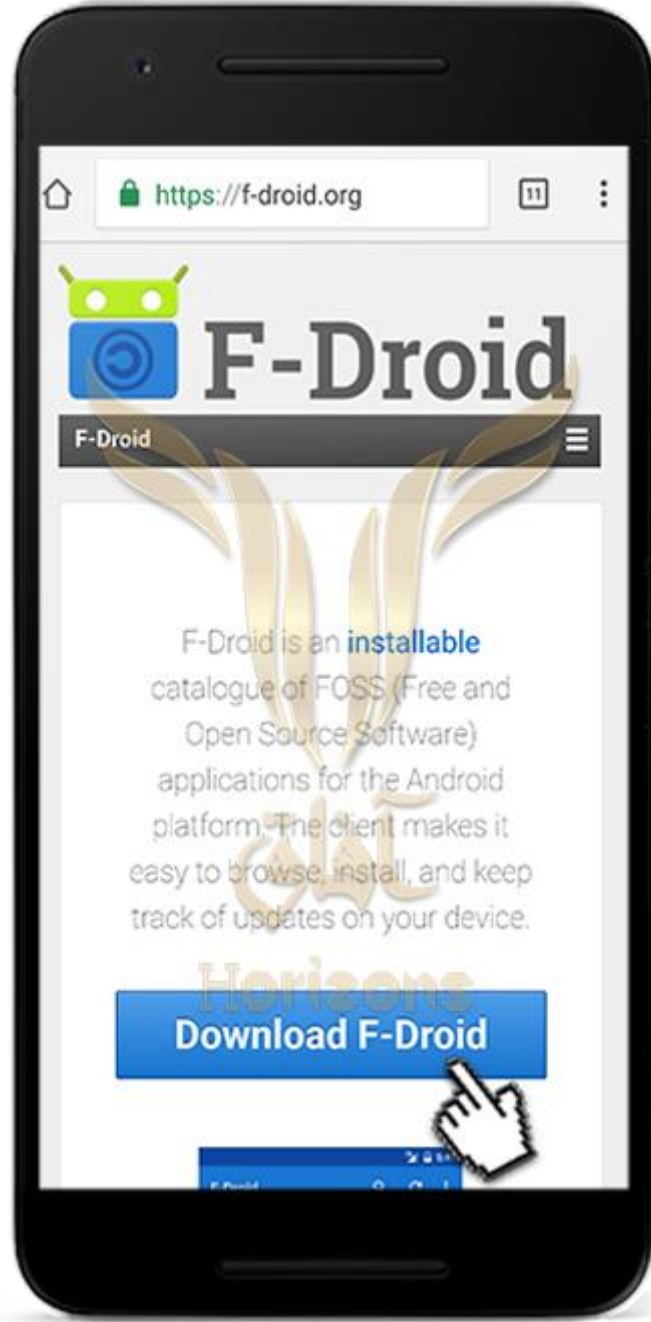 https://f-droid.org
11
F-Droid
F-Droid
F-Droid is an installable
catalogue of FOSS (Free and
Open Source Software)
applications for the Android
platform. The client makes it
easy to browse, install, and keep
track of updates on your device.
آفاق
Horizons
Download F-Droid
F-Droid